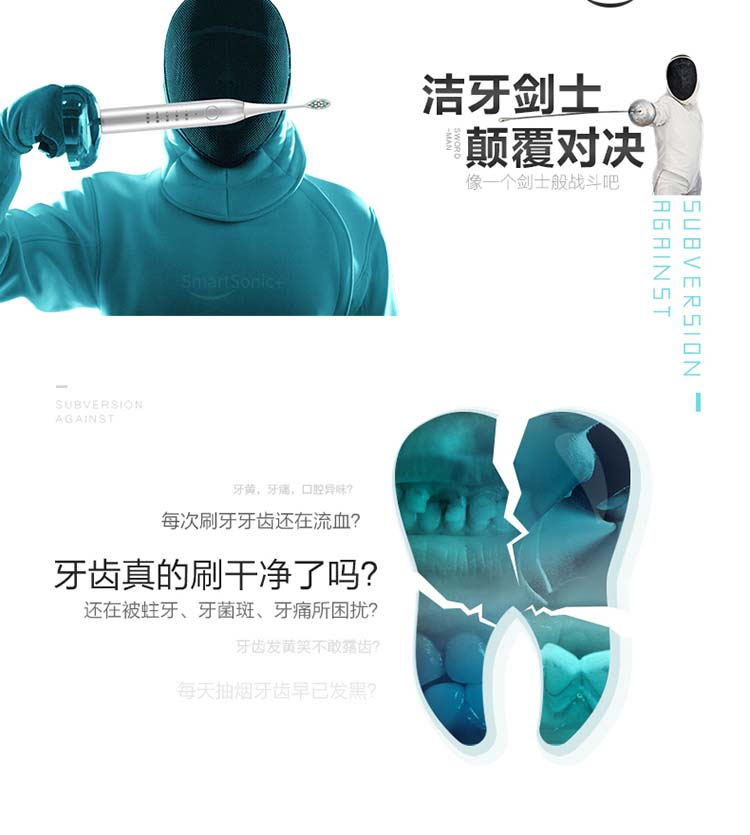 洁牙剑士
SWORD
-MAN
颠覆对决
像一个剑士般战斗吧
SmartSonic+
SUBVERSION
AGAINST
SUBVERSION
AGAINST
牙黄，牙痛，口腔异味?
每次刷牙牙齿还在流血?
牙齿真的刷干净了吗?
还在被蛀牙、牙菌斑、牙痛所困扰?
牙齿发黄笑不敢露齿?
每天抽烟牙齿早已发黑?